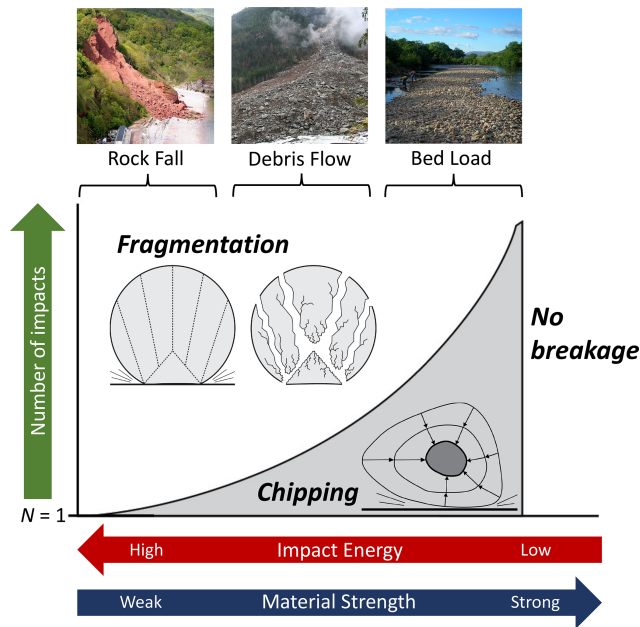 Rock Fall
Debris Flow
Bed Load
Fragmentation
No
breakage
Number of impacts
Chipping
N = 1
High
Impact Energy
Low
Weak
Material Strength
Strong